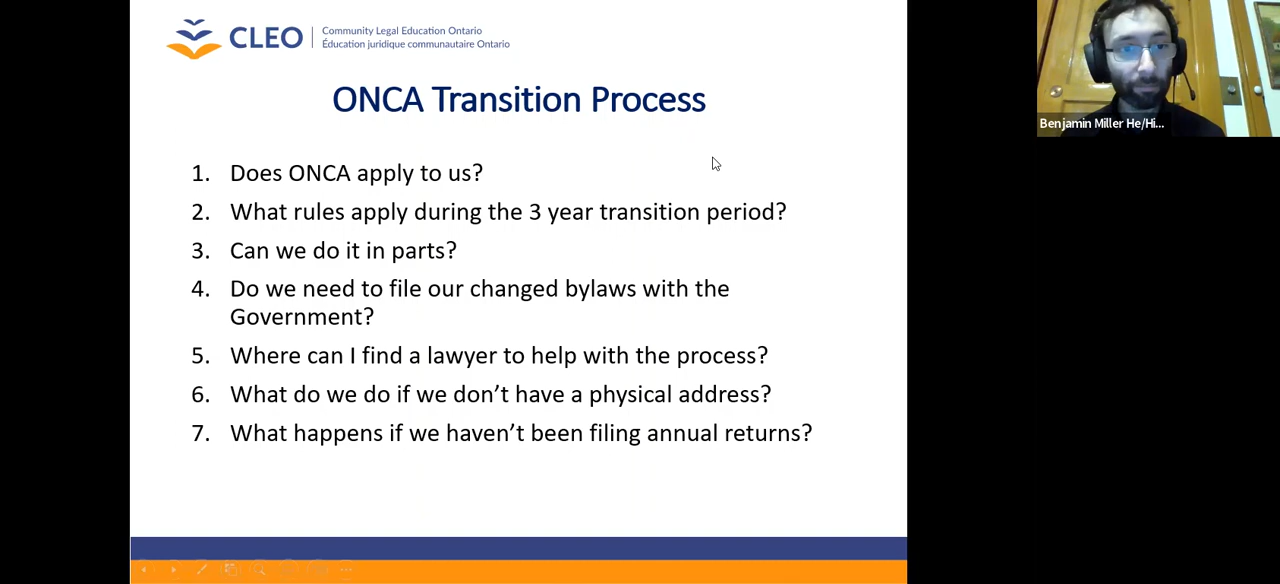 CLEO
Community Legal Education Ontario
Éducation juridique communautaire Ontario
ONCA Transition Process
1. Does ONCA apply to us?
2. What rules apply during the 3 year transition period?
3. Can we do it in parts?
4. Do we need to file our changed bylaws with the
Government?
5. Where can I find a lawyer to help with the process?
6. What do we do if we don’t have a physical address?
7. What happens if we haven’t been filing annual returns?
Benjamin Miller He/Hi...